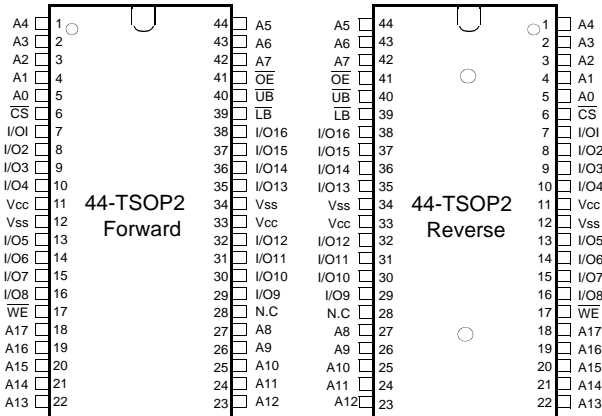 A4 1 44 A5 A5 44 1 A4
A3 2 43 A6 A6 43 2 A3
A2 3 42 A7 A7 42 3 A2
A1 4 41 OE OE 41 4 A1
A0 5 40 UB UB 40 5 A0
CS 6 39 LB LB 39 6 CS
I/OI 7 38 I/O16 I/O16 38 7 I/OI
I/O2 8 37 I/O15 I/O15 37 8 I/O2
I/O3 9 36 I/O14 I/O14 36 9 I/O3
I/O4 10 35 I/O13 I/O13 35 10 I/O4
Vcc 11 44-TSOP2 34 Vss Vss 34 44-TSOP2 11 Vcc
Vss 12 Forward 33 Vcc Vcc 33 Reverse 12 Vss
I/O5 13 32 I/O12 I/O12 32 13 I/O5
I/O6 14 31 I/O11 I/O11 31 14 I/O6
I/O7 15 30 I/O10 I/O10 30 15 I/O7
I/O8 16 29 I/O9 I/O9 29 16 I/O8
WE 17 28 N.C N.C 28 17 WE
A17 18 27 A8 A8 27 18 A17
A16 19 26 A9 A9 26 19 A16
A15 20 25 A10 A10 25 20 A15
A14 21 24 A11 A11 24 21 A14
A13 22 23 A12 A12 23 22 A13